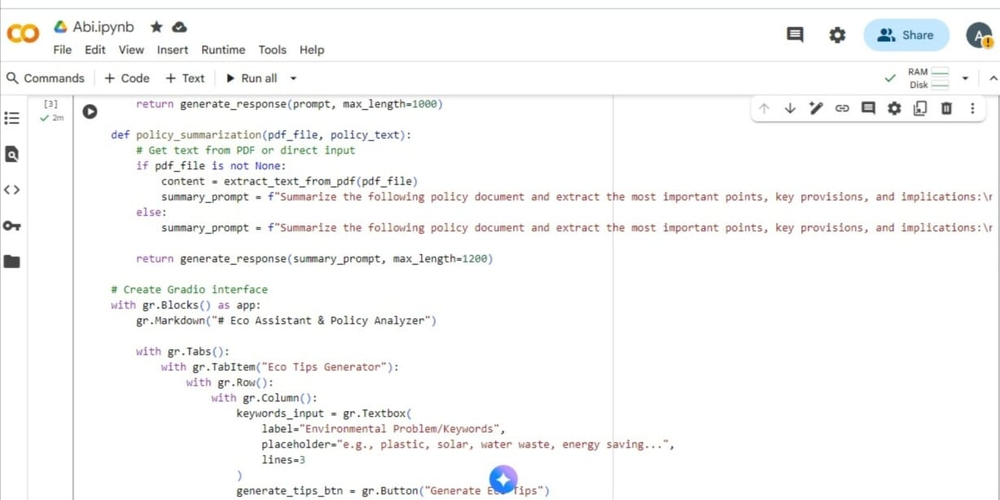 Abi.ipynb
File Edit View Insert Runtime Tools Help
Share
A
Commands + Code + Text Run all
RAM
Disk
[3]
2m
return generate_response(prompt, max_length=1000)
def policy_summarization(pdf_file, policy_text):
# Get text from PDF or direct input
if pdf_file is not None:
content = extract_text_from_pdf(pdf_file)
summary_prompt = f"Summarize the following policy document and extract the most important points, key provisions, and implications:\n
else:
summary_prompt = f"Summarize the following policy document and extract the most important points, key provisions, and implications:\n
return generate_response(summary_prompt, max_length=1200)
# Create Gradio interface
with gr.Blocks() as app:
gr.Markdown("# Eco Assistant & Policy Analyzer")
with gr.Tabs():
with gr.TabItem("Eco Tips Generator"):
with gr.Row():
with gr.Column():
keywords_input = gr.Textbox(
label="Environmental Problem/Keywords",
placeholder="e.g., plastic, solar, water waste, energy saving...",
lines=3
)
generate_tips_btn = gr.Button("Generate Eco Tips")